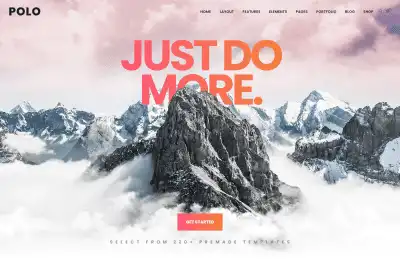 POLO
HOME LAYOUT FEATURES ELEMENTS PAGES PORTFOLIO BLOG SHOP
JUST DO
MORE.
GET STARTED
SELECT FROM 220+ PREMADE TEMPLATES